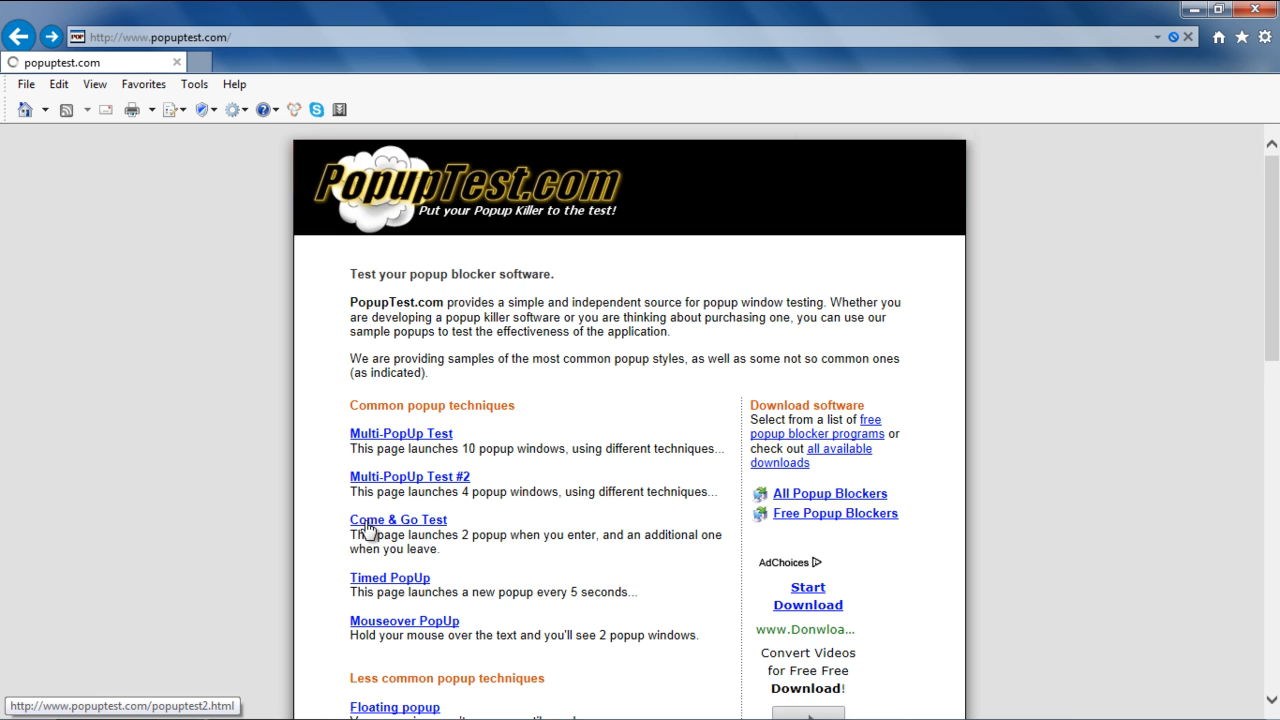 POP http://www.popuptest.com/
popuptest.com
File Edit View Favorites Tools Help
PopupTest.com
Put your Popup Killer to the test!
Test your popup blocker software.
PopupTest.com provides a simple and independent source for popup window testing. Whether you
are developing a popup killer software or you are thinking about purchasing one, you can use our
sample popups to test the effectiveness of the application.
We are providing samples of the most common popup styles, as well as some not so common ones
(as indicated).
Common popup techniques
Multi-PopUp Test
This page launches 10 popup windows, using different techniques...
Multi-PopUp Test #2
This page launches 4 popup windows, using different techniques...
Come & Go Test
page launches 2 popup when you enter, and an additional one
when you leave.
Timed PopUp
This page launches a new popup every 5 seconds...
Mouseover PopUp
Hold your mouse over the text and you'll see 2 popup windows.
Less common popup techniques
Floating popup
Download software
Select from a list of free
popup blocker programs or
check out all available
downloads
All Popup Blockers
Free Popup Blockers
AdChoices
Start
Download
www.Donwloa...
Convert Videos
for Free Free
Download!
http://www.popuptest.com/popuptest2.html